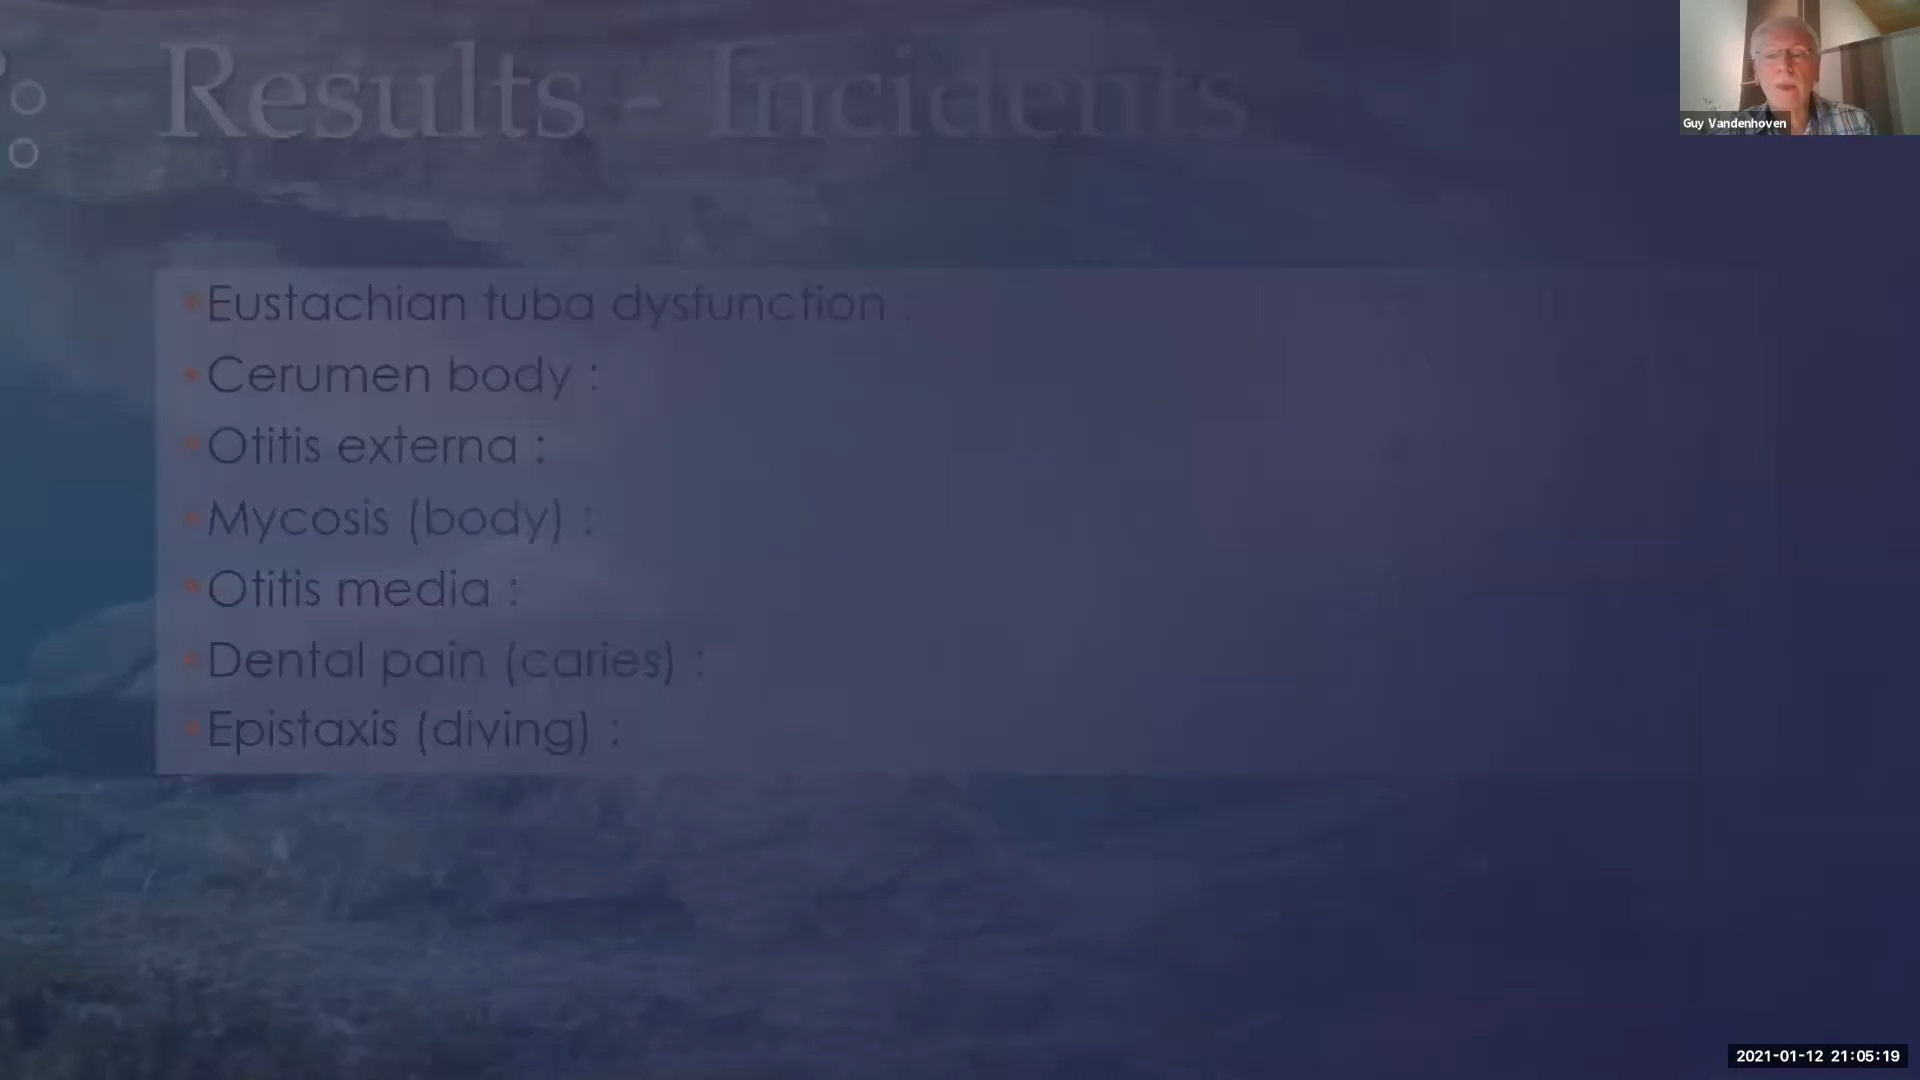 Results - Incidents
Guy Vandenhoven
•Eustachian tuba dysfunction :
•Cerumen body :
•Otitis externa :
•Mycosis (body) :
•Otitis media :
•Dental pain (caries) :
•Epistaxis (diving) :
2021-01-12 21:05:19